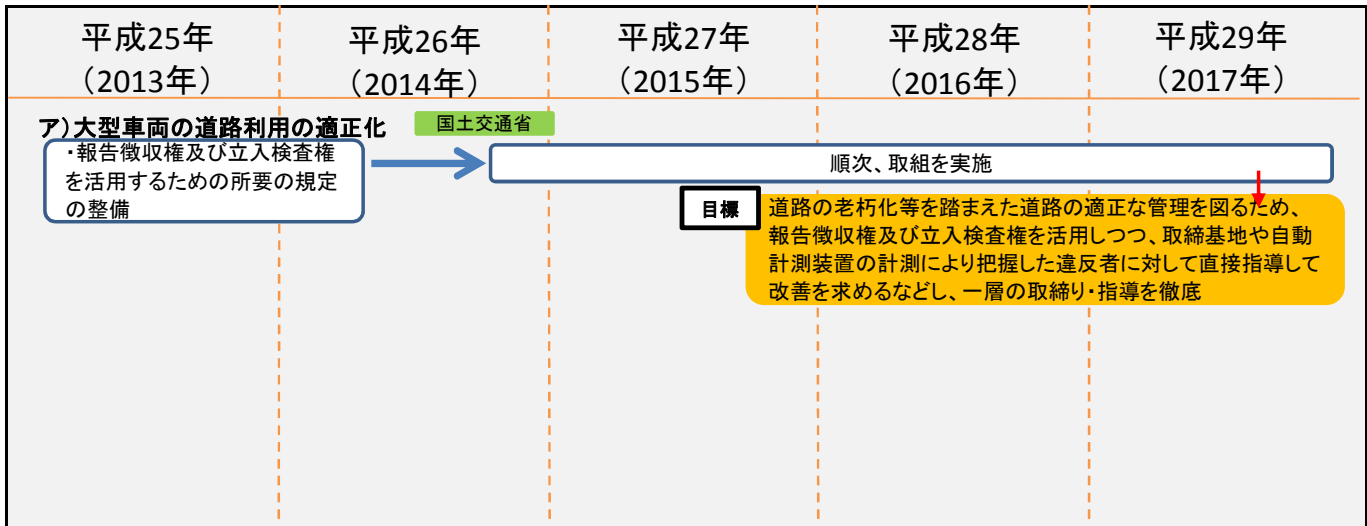 平成25年
(2013年)
平成26年
(2014年)
平成27年
(2015年)
平成28年
(2016年)
平成29年
(2017年)
ア)大型車両の道路利用の適正化
国土交通省
・報告徴収権及び立入検査権
を活用するための所要の規定
の整備
順次、取組を実施
目標
道路の老朽化等を踏まえた道路の適正な管理を図るため、
報告徴収権及び立入検査権を活用しつつ、取締基地や自動
計測装置の計測により把握した違反者に対して直接指導して
改善を求めるなどし、一層の取締り・指導を徹底